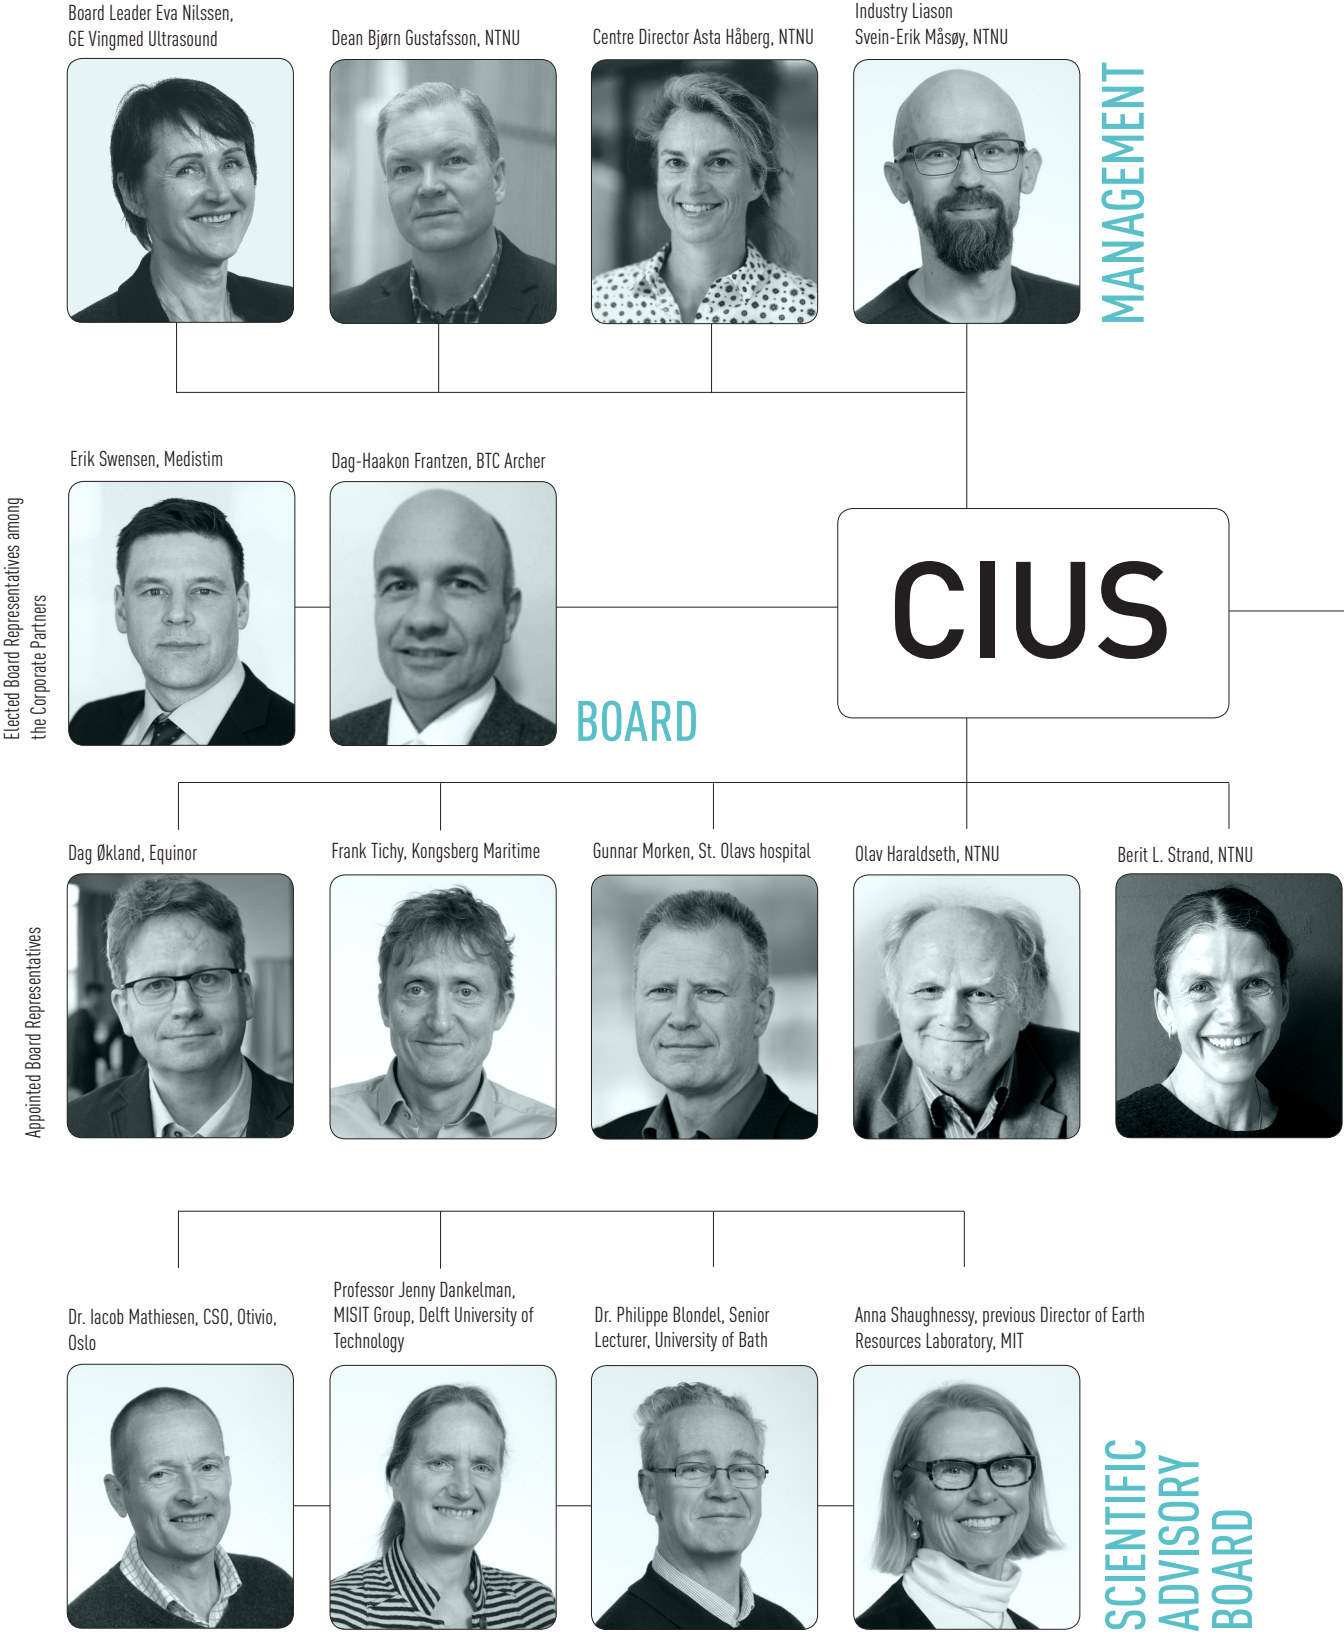 Board Leader Eva Nilssen,
GE Vingmed Ultrasound
Dean Bjørn Gustafsson, NTNU
Centre Director Asta Håberg, NTNU
Industry Liason
Svein-Erik Måsøy, NTNU
MANAGEMENT
Erik Swensen, Medistim
Dag-Haakon Frantzen, BTC Archer
Elected Board Representatives among
the Corporate Partners
CIUS
BOARD
Dag Økland, Equinor
Frank Tichy, Kongsberg Maritime
Gunnar Morken, St. Olavs hospital
Olav Haraldseth, NTNU
Berit L. Strand, NTNU
Appointed Board Representatives
Dr. Iacob Mathiesen, CSO, Otivio,
Oslo
Professor Jenny Dankelman,
MISIT Group, Delft University of
Technology
Dr. Philippe Blondel, Senior
Lecturer, University of Bath
Anna Shaughnessy, previous Director of Earth
Resources Laboratory, MIT
SCIENTIFIC
ADVISORY
BOARD